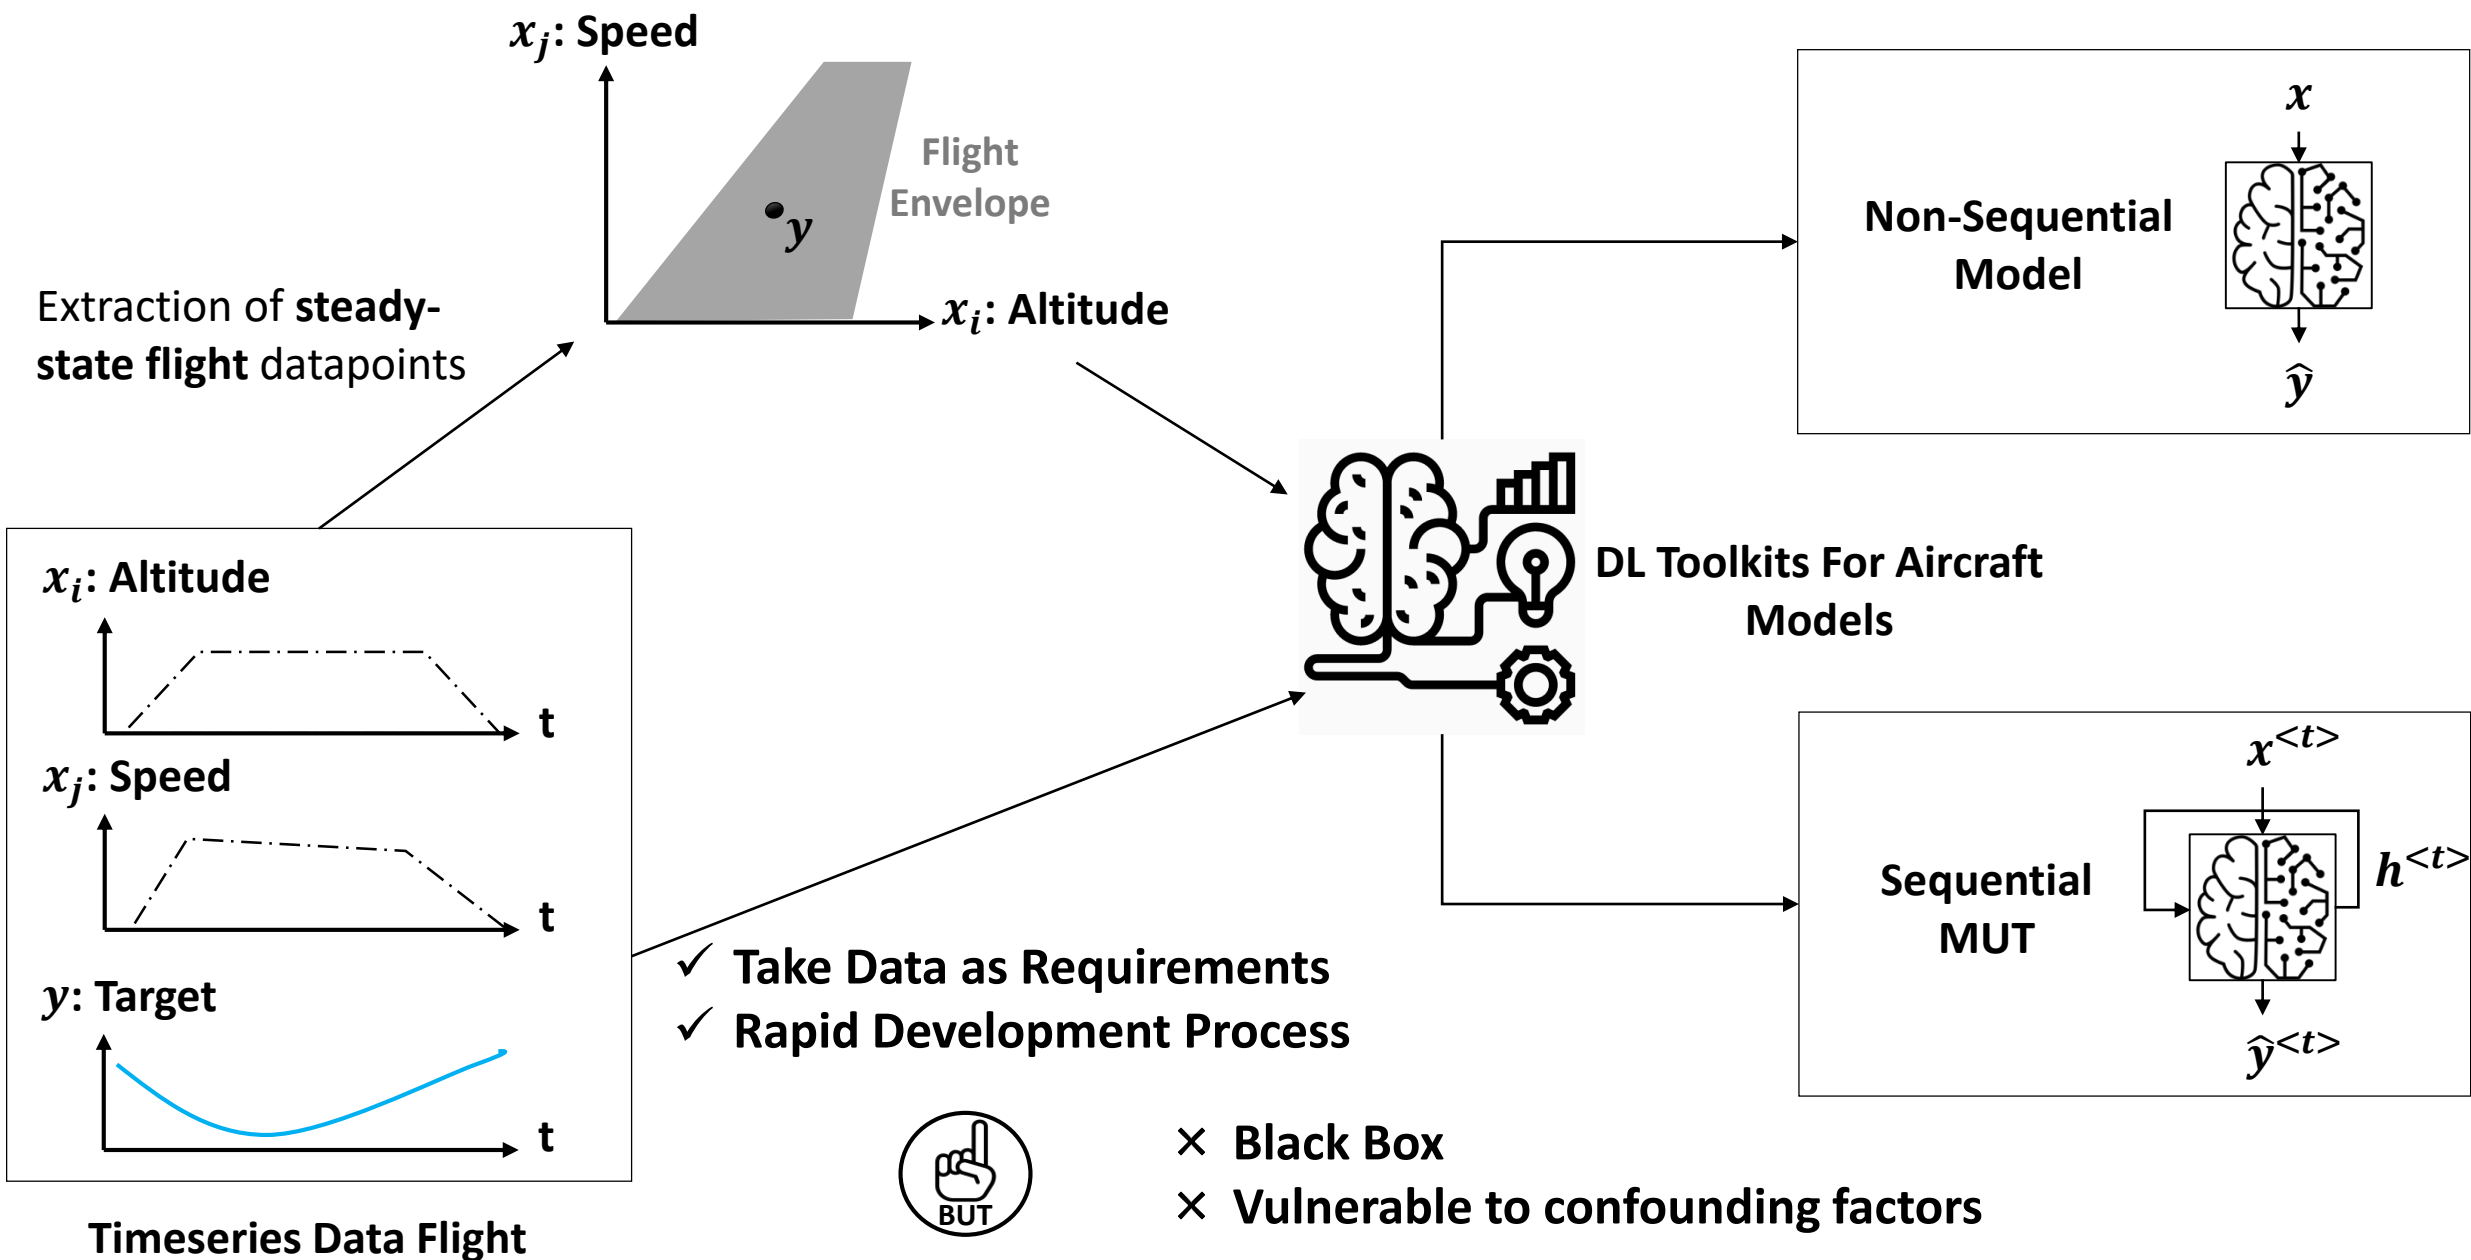 xⱼ: Speed
Flight
Envelope
y
xᵢ: Altitude
Extraction of steady-
state flight datapoints
x
Non-Sequential
Model
ŷ
DL Toolkits For Aircraft
Models
xᵢ: Altitude
t
xⱼ: Speed
t
y: Target
t
Timeseries Data Flight
✓ Take Data as Requirements
✓ Rapid Development Process
BUT
× Black Box
× Vulnerable to confounding factors
x<t>
Sequential
MUT
h<t>
ŷ<t>